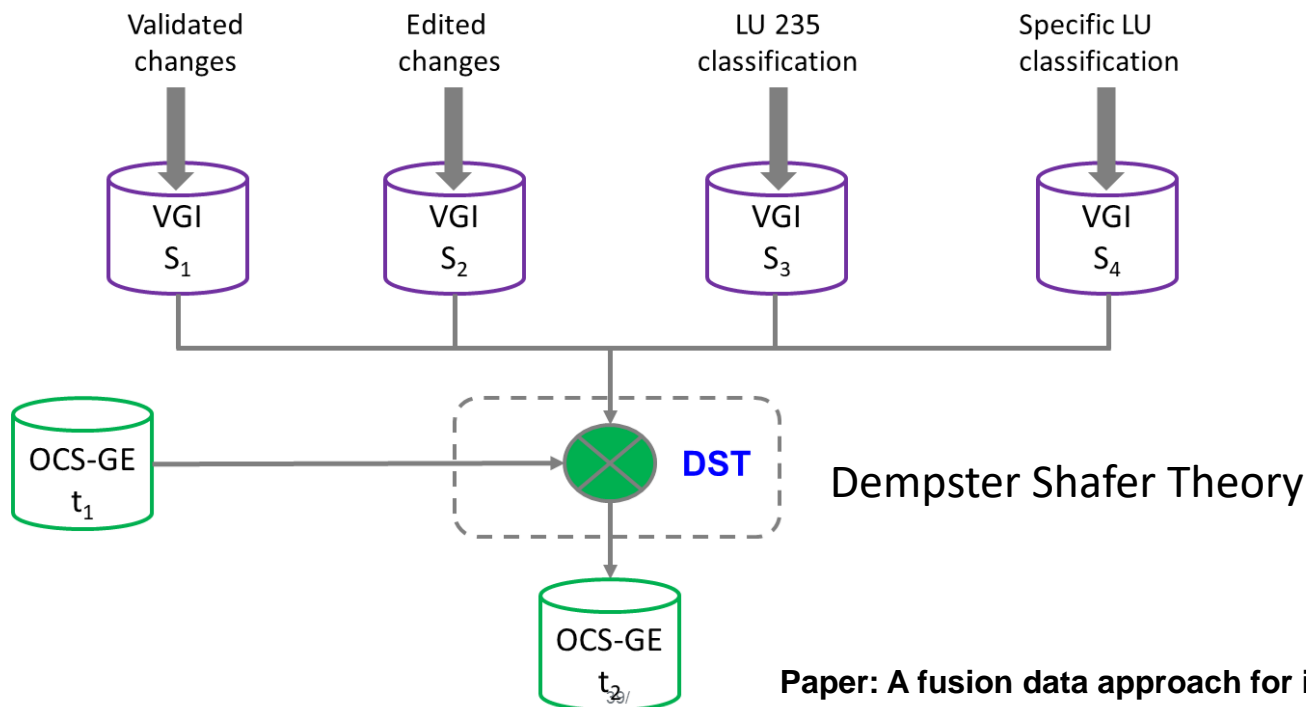 Validated
changes
Edited
changes
LU 235
classification
Specific LU
classification
VGI
S₁
VGI
S₂
VGI
S₃
VGI
S₄
OCS-GE
t₁
DST
Dempster Shafer Theory
OCS-GE
t₂
39/
Paper: A fusion data approach for i